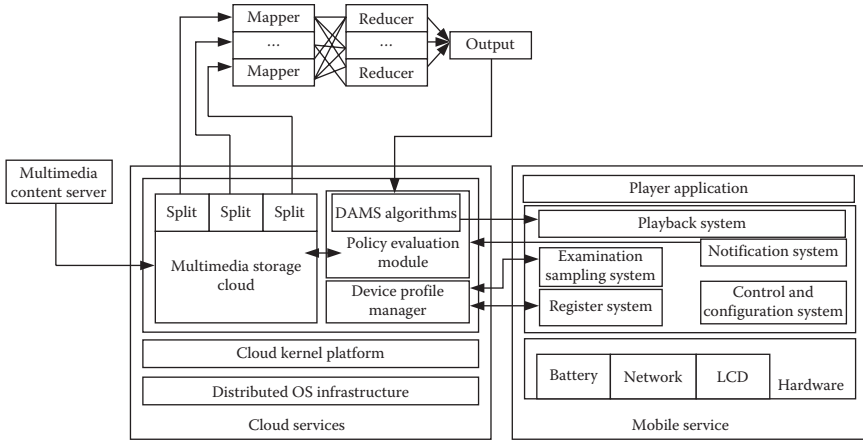 Mapper
...
Mapper
Reducer
...
Reducer
Output
Multimedia
content server
Split
Split
Split
Multimedia storage
cloud
DAMS algorithms
Policy evaluation
module
Device profile
manager
Cloud kernel platform
Distributed OS infrastructure
Cloud services
Player application
Playback system
Notification system
Examination
sampling system
Register system
Control and
configuration system
Battery
Network
LCD
Hardware
Mobile service